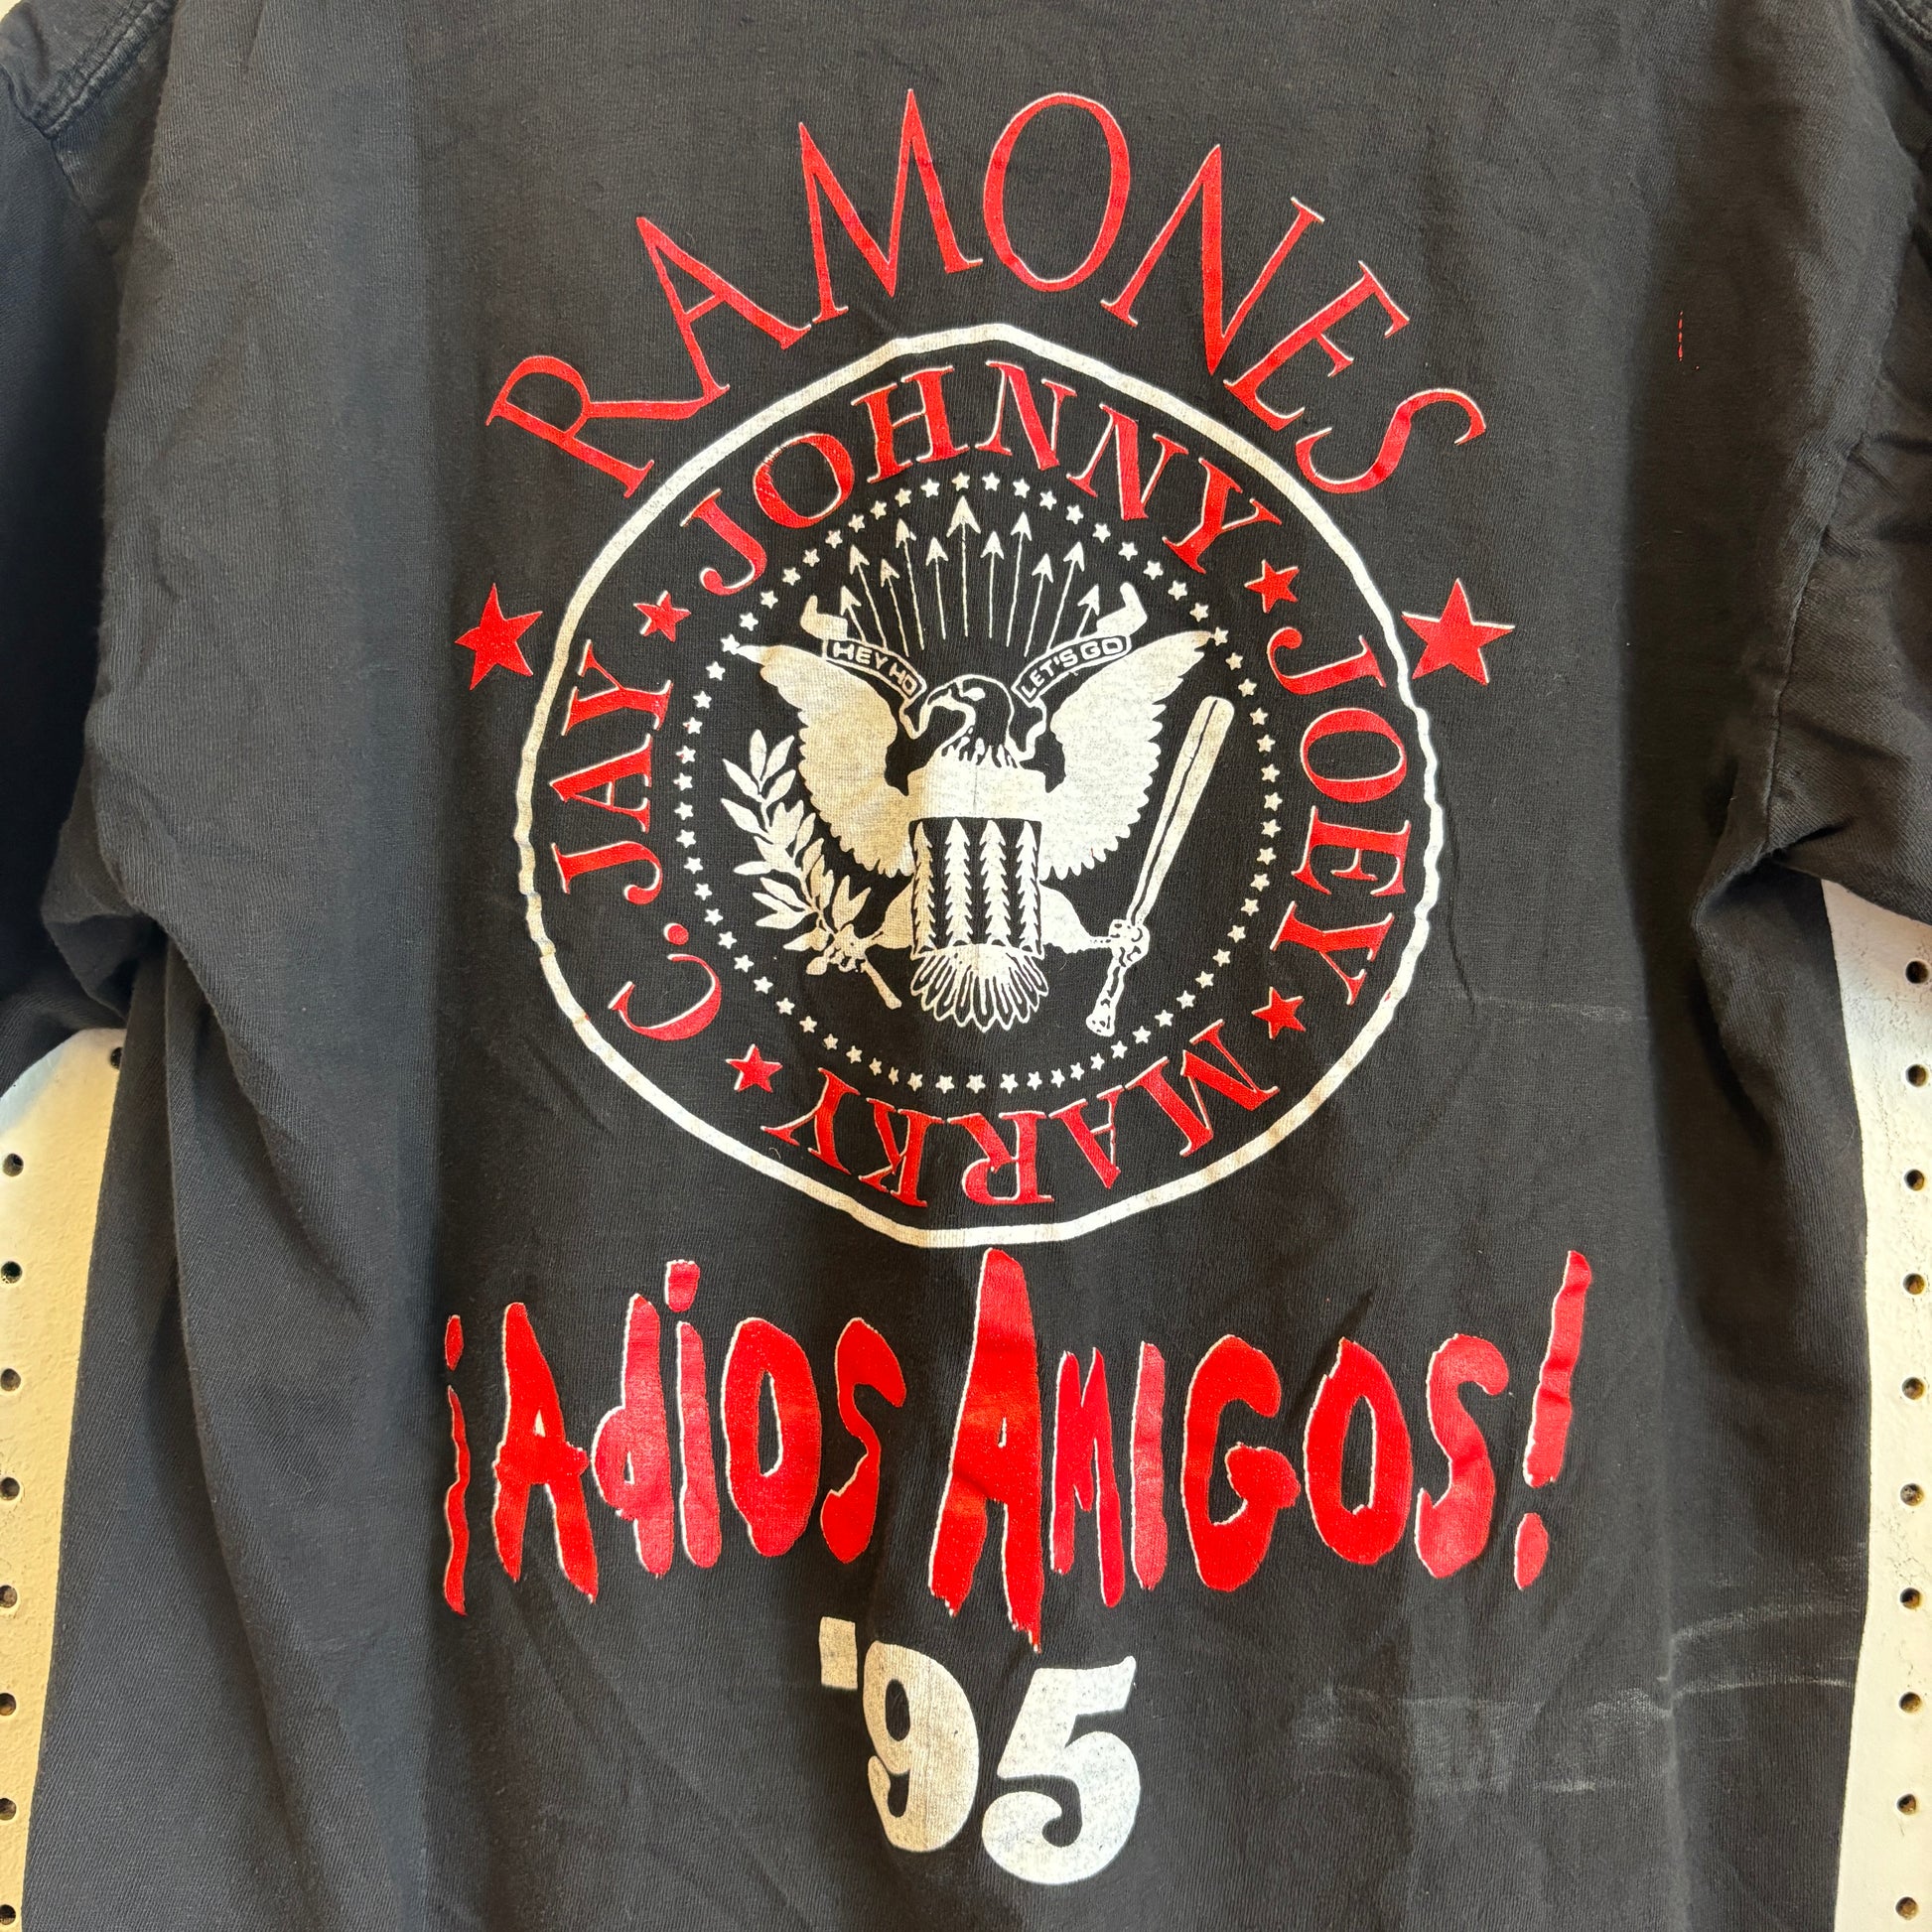 RAMONES
JOHNNY ★ JOEY ★ MARKY ★ C. JAY ★
HEY HO LET'S GO
¡Adios Amigos!
'95